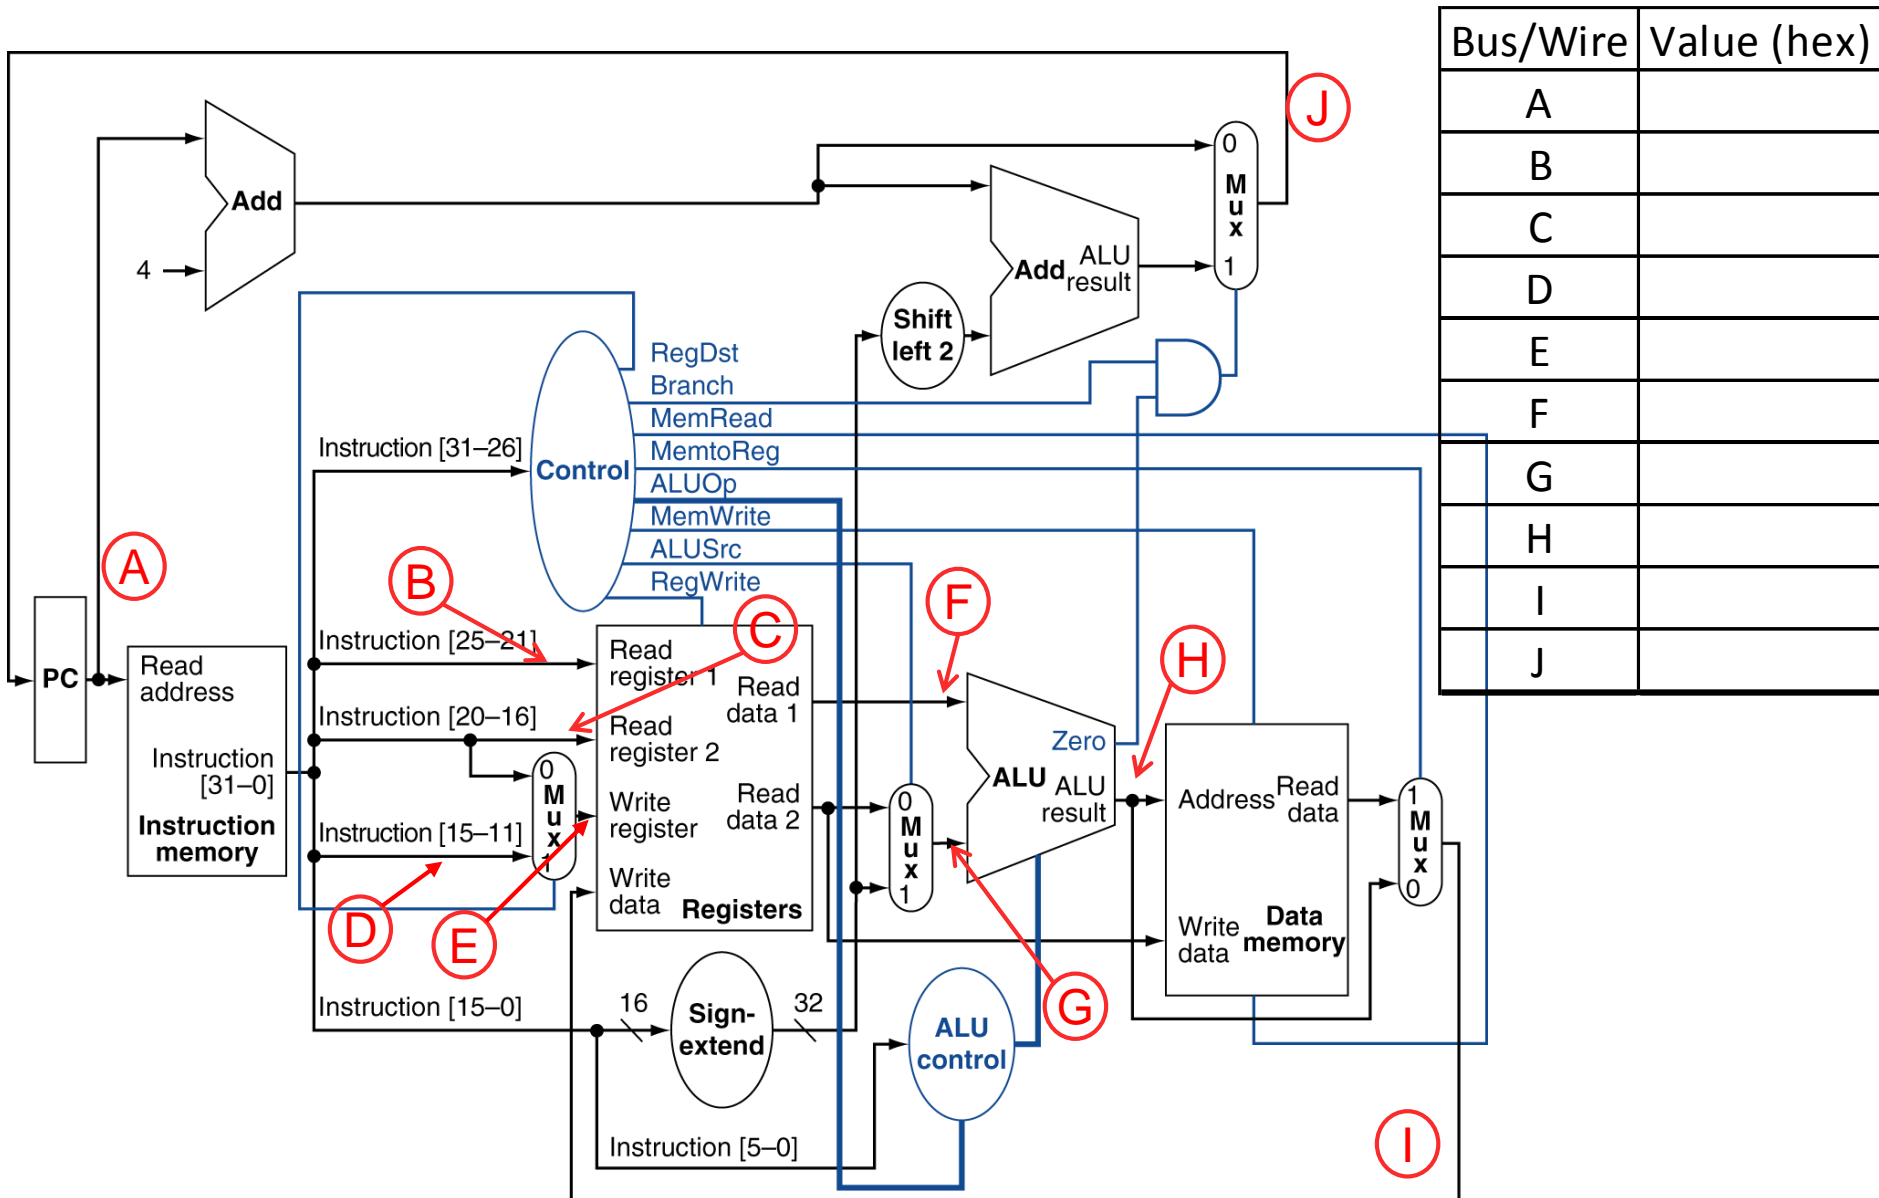 Bus/Wire Value (hex)
A
B
C
D
E
F
G
H
I
J
J
0
M
u
x
1
Add
4
Add
ALU
result
Shift
left 2
RegDst
Branch
MemRead
MemtoReg
ALUOp
MemWrite
ALUSrc
RegWrite
Instruction [31–26]
Control
A
B
C
F
H
Instruction [25–21]
Read
register 1
Read
data 1
PC
Read
address
Instruction [20–16]
Read
register 2
Zero
Instruction
[31–0]
Instruction
memory
0
M
u
x
1
Write
register
Read
data 2
0
M
u
x
1
ALU
ALU
result
Address
Read
data
1
M
u
x
0
Instruction [15–11]
Write
data
Registers
D
E
Write
data
Data
memory
G
Instruction [15–0]
16
Sign-
extend
32
ALU
control
Instruction [5–0]
I